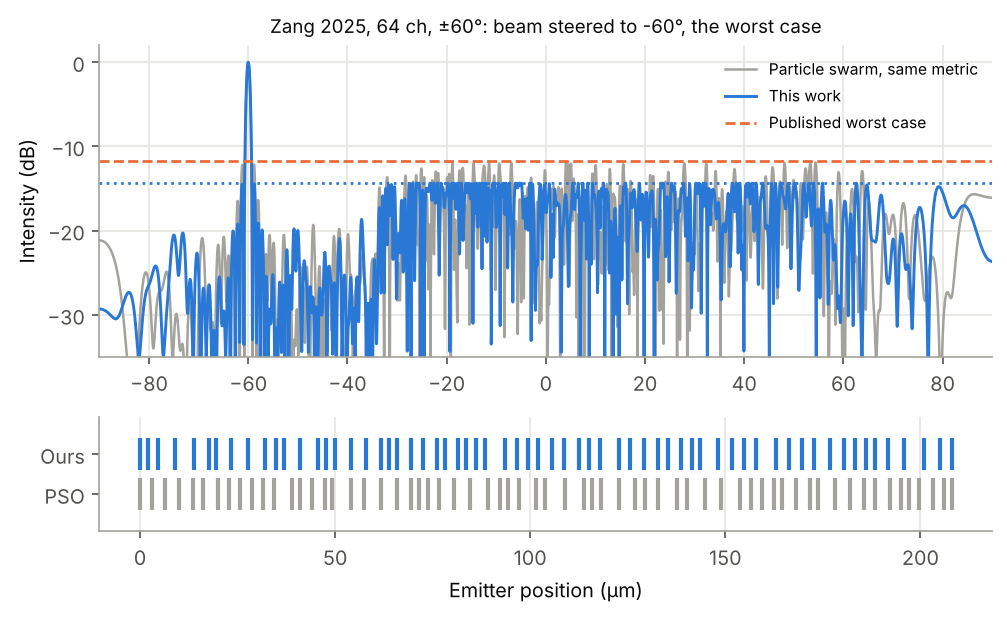 Zang 2025, 64 ch, ±60°: beam steered to -60°, the worst case
Particle swarm, same metric
This work
Published worst case
Intensity (dB)
0
−10
−20
−30
−80
−60
−40
−20
0
20
40
60
80
Ours
PSO
0
50
100
150
200
Emitter position (µm)